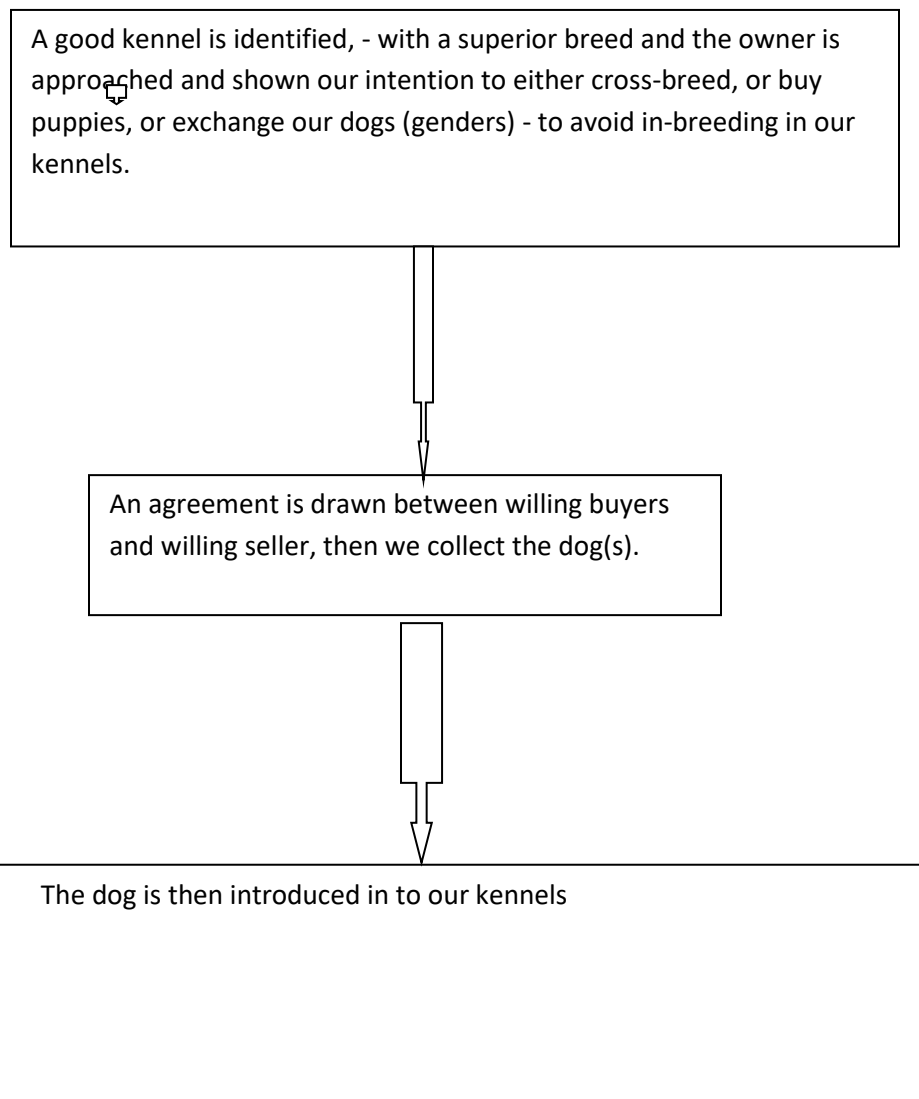 A good kennel is identified, - with a superior breed and the owner is
approached and shown our intention to either cross-breed, or buy
puppies, or exchange our dogs (genders) - to avoid in-breeding in our
kennels.
An agreement is drawn between willing buyers
and willing seller, then we collect the dog(s).
The dog is then introduced in to our kennels